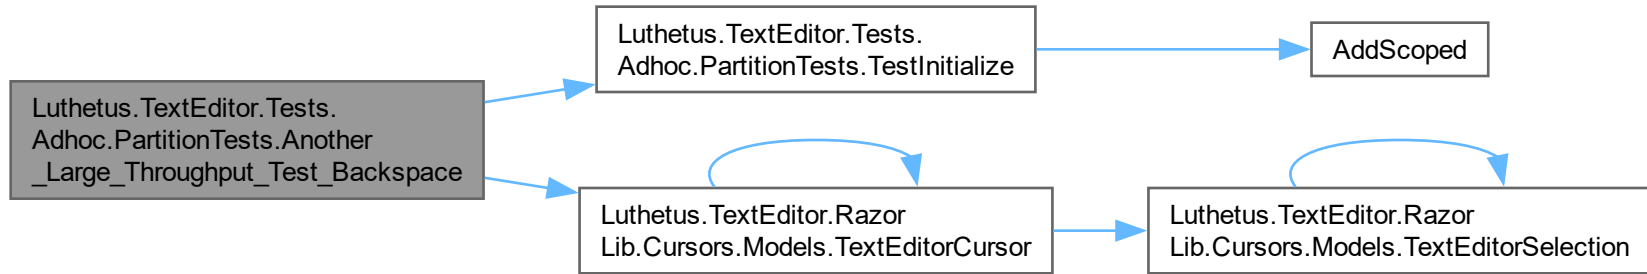 Luthetus.TextEditor.Tests.
Adhoc.PartitionTests.Another
_Large_Throughput_Test_Backspace
Luthetus.TextEditor.Tests.
Adhoc.PartitionTests.TestInitialize
AddScoped
Luthetus.TextEditor.Razor
Lib.Cursors.Models.TextEditorCursor
Luthetus.TextEditor.Razor
Lib.Cursors.Models.TextEditorSelection